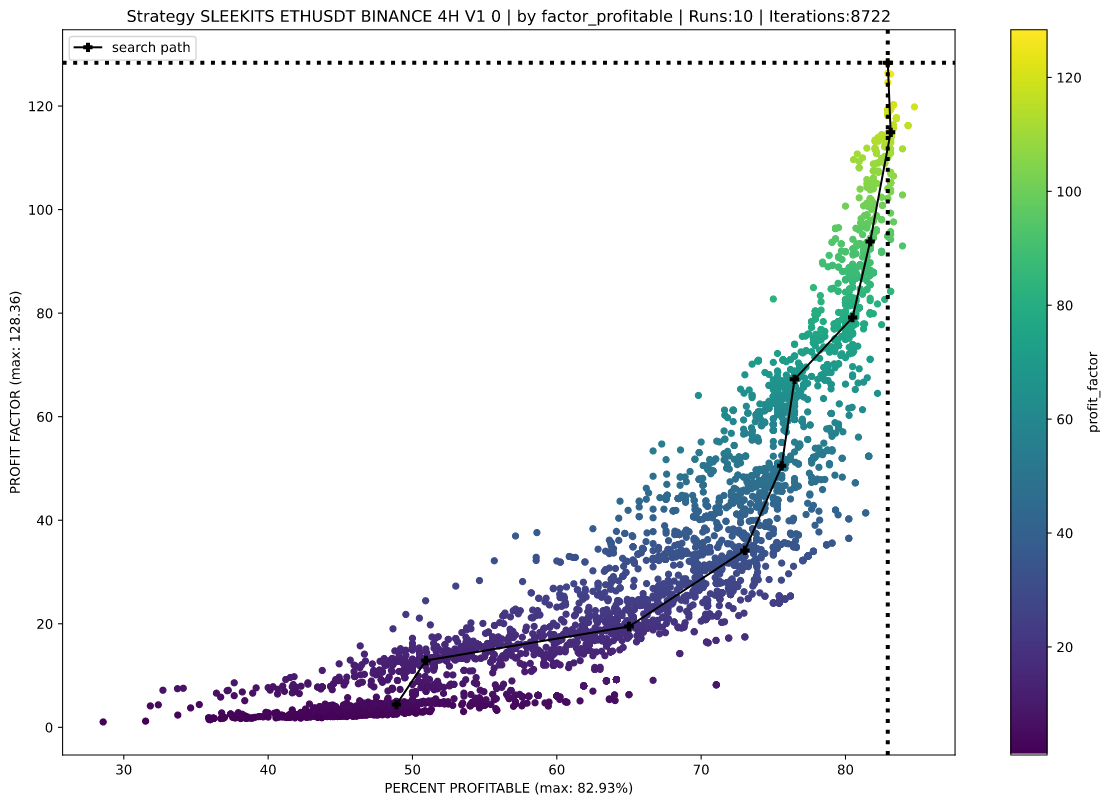 Strategy SLEEKITS ETHUSDT BINANCE 4H V1 0 | by factor_profitable | Runs:10 | Iterations:8722
search path
PROFIT FACTOR (max: 128.36)
120
100
80
60
40
20
0
30 40 50 60 70 80
PERCENT PROFITABLE (max: 82.93%)
120
100
80
60
40
20
profit_factor